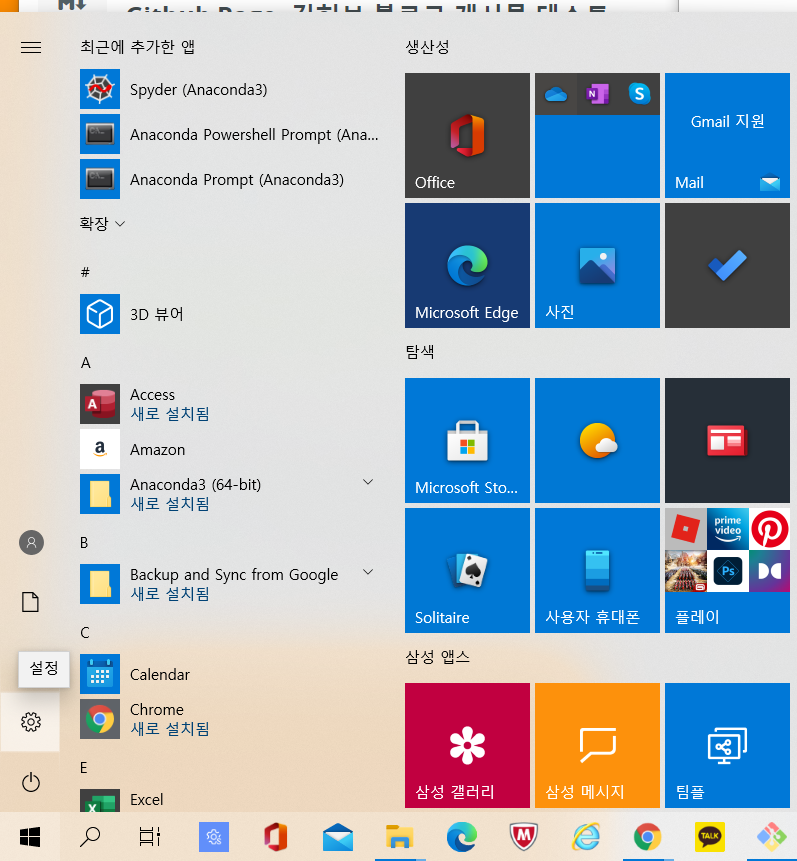 최근에 추가한 앱
Spyder (Anaconda3)
Anaconda Powershell Prompt (Ana...
Anaconda Prompt (Anaconda3)
확장
#
3D 뷰어
A
Access
새로 설치됨
Amazon
Anaconda3 (64-bit)
새로 설치됨
B
Backup and Sync from Google
새로 설치됨
C
Calendar
Chrome
새로 설치됨
E
Excel
설정
생산성
Office
Gmail 지원
Mail
Microsoft Edge
사진
탐색
Microsoft Sto...
prime video
Ps
Solitaire
사용자 휴대폰
플레이
삼성 앱스
삼성 갤러리
삼성 메시지
팀플
TALK